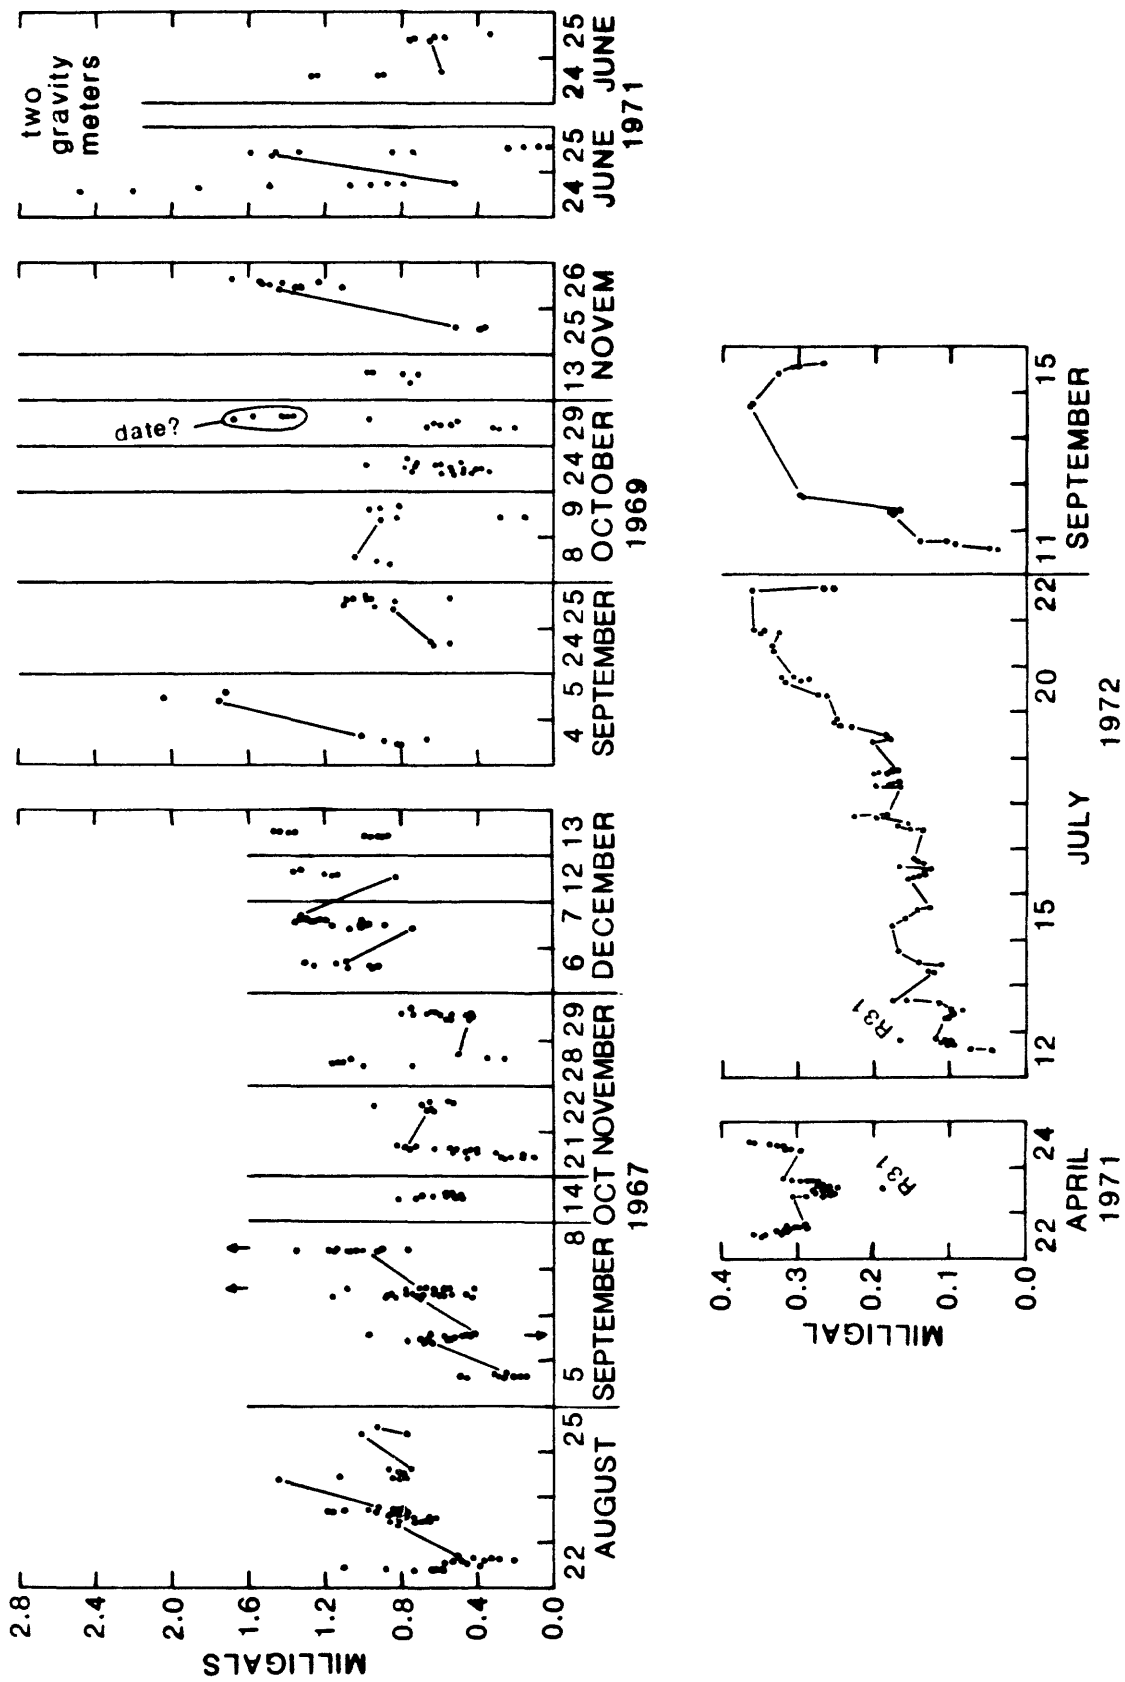 MILLIGALS
2.8
2.4
2.0
1.6
1.2
0.8
0.4
0.0
22 25
AUGUST
5 8
SEPTEMBER
14
OCT
21 22 28 29
NOVEMBER NOVEMBER
6 7 12 13
DECEMBER
1967
4 5 24 25
SEPTEMBER SEPTEMBER
8 9 24 29
OCTOBER OCTOBER
date?
13 25 26
NOVEM
1969
two
gravity
meters
24 25 24 25
JUNE JUNE
1971
MILLIGAL
0.4
0.3
0.2
0.1
0.0
R31
22 24
APRIL
1971
R31
12 15 20 22
JULY
11 15
SEPTEMBER
1972